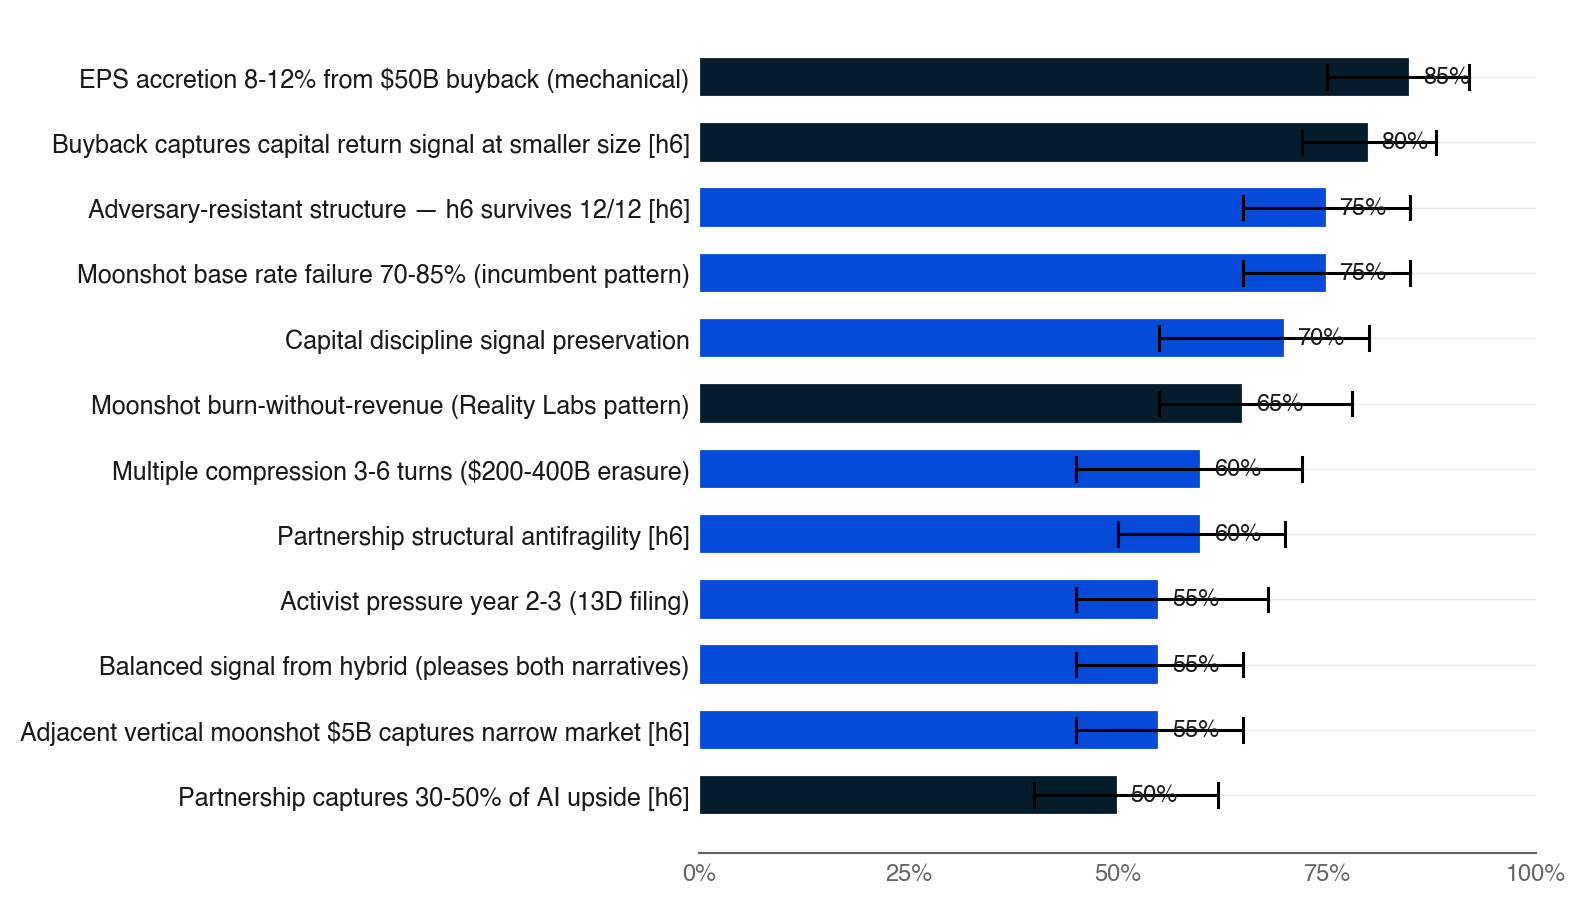 EPS accretion 8-12% from $50B buyback (mechanical) 85%
Buyback captures capital return signal at smaller size [h6] 80%
Adversary-resistant structure — h6 survives 12/12 [h6] 75%
Moonshot base rate failure 70-85% (incumbent pattern) 75%
Capital discipline signal preservation 70%
Moonshot burn-without-revenue (Reality Labs pattern) 65%
Multiple compression 3-6 turns ($200-400B erasure) 60%
Partnership structural antifragility [h6] 60%
Activist pressure year 2-3 (13D filing) 55%
Balanced signal from hybrid (pleases both narratives) 55%
Adjacent vertical moonshot $5B captures narrow market [h6] 55%
Partnership captures 30-50% of AI upside [h6] 50%
0% 25% 50% 75% 100%